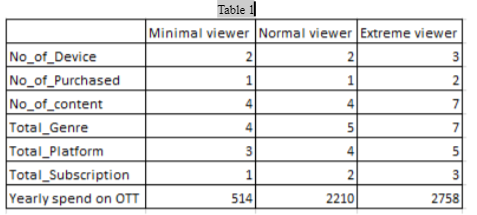 Table 1
Minimal viewer Normal viewer Extreme viewer
No_of_Device 2 2 3
No_of_Purchased 1 1 2
No_of_content 4 4 7
Total_Genre 4 5 7
Total_Platform 3 4 5
Total_Subscription 1 2 3
Yearly spend on OTT 514 2210 2758